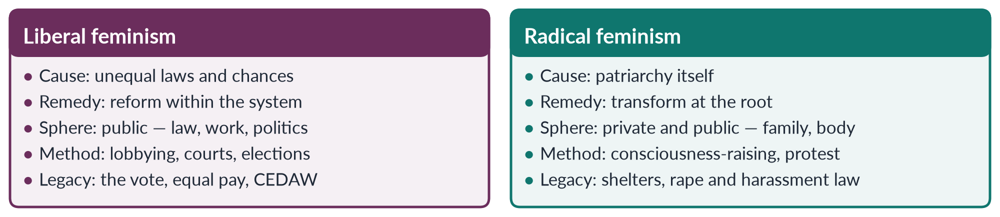 Liberal feminism
• Cause: unequal laws and chances
• Remedy: reform within the system
• Sphere: public — law, work, politics
• Method: lobbying, courts, elections
• Legacy: the vote, equal pay, CEDAW
Radical feminism
• Cause: patriarchy itself
• Remedy: transform at the root
• Sphere: private and public — family, body
• Method: consciousness-raising, protest
• Legacy: shelters, rape and harassment law